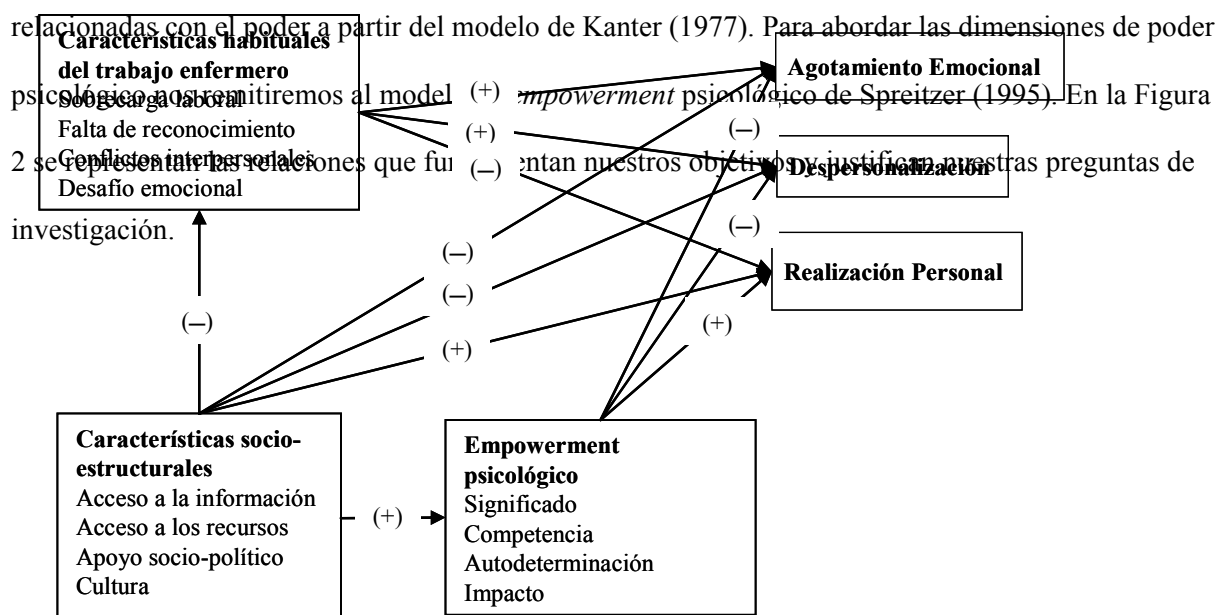 relacionadas con el poder a partir del modelo de Kanter (1977). Para abordar las dimensiones de poder
psicológico nos remitiremos al model empowerment psicológico de Spreitzer (1995). En la Figura
2 se representan las relaciones que fun entan nuestros objetivos y justifican nuestras preguntas de
investigación.
Características habituales
del trabajo enfermero
Sobrecarga laboral
Falta de reconocimiento
Conflictos interpersonales
Desafío emocional
(+)
(+)
(–)
Agotamiento Emocional
(–)
Despersonalización
(–)
Realización Personal
(–)
(–)
(–)
(+)
(+)
Características socio-
estructurales
Acceso a la información
Acceso a los recursos
Apoyo socio-político
Cultura
(+)
Empowerment
psicológico
Significado
Competencia
Autodeterminación
Impacto